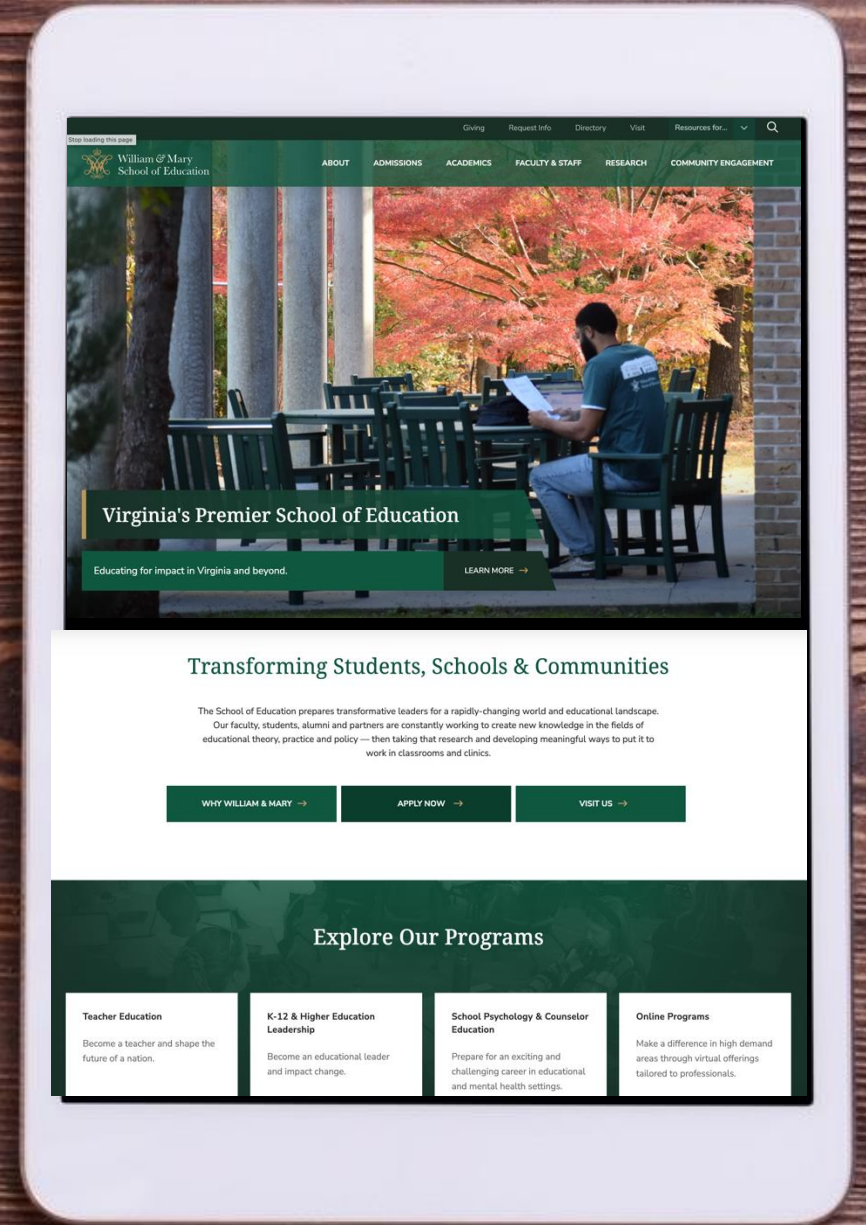 Giving Request Info Directory Visit Resources for...
Stop loading this page
William & Mary
School of Education
ABOUT ADMISSIONS ACADEMICS FACULTY & STAFF RESEARCH COMMUNITY ENGAGEMENT
Virginia's Premier School of Education
Educating for impact in Virginia and beyond.
LEARN MORE →
Transforming Students, Schools & Communities
The School of Education prepares transformative leaders for a rapidly-changing world and educational landscape.
Our faculty, students, alumni and partners are constantly working to create new knowledge in the fields of
educational theory, practice and policy — then taking that research and developing meaningful ways to put it to
work in classrooms and clinics.
WHY WILLIAM & MARY →
APPLY NOW →
VISIT US →
Explore Our Programs
Teacher Education
Become a teacher and shape the
future of a nation.
K-12 & Higher Education
Leadership
Become an educational leader
and impact change.
School Psychology & Counselor
Education
Prepare for an exciting and
challenging career in educational
and mental health settings.
Online Programs
Make a difference in high demand
areas through virtual offerings
tailored to professionals.